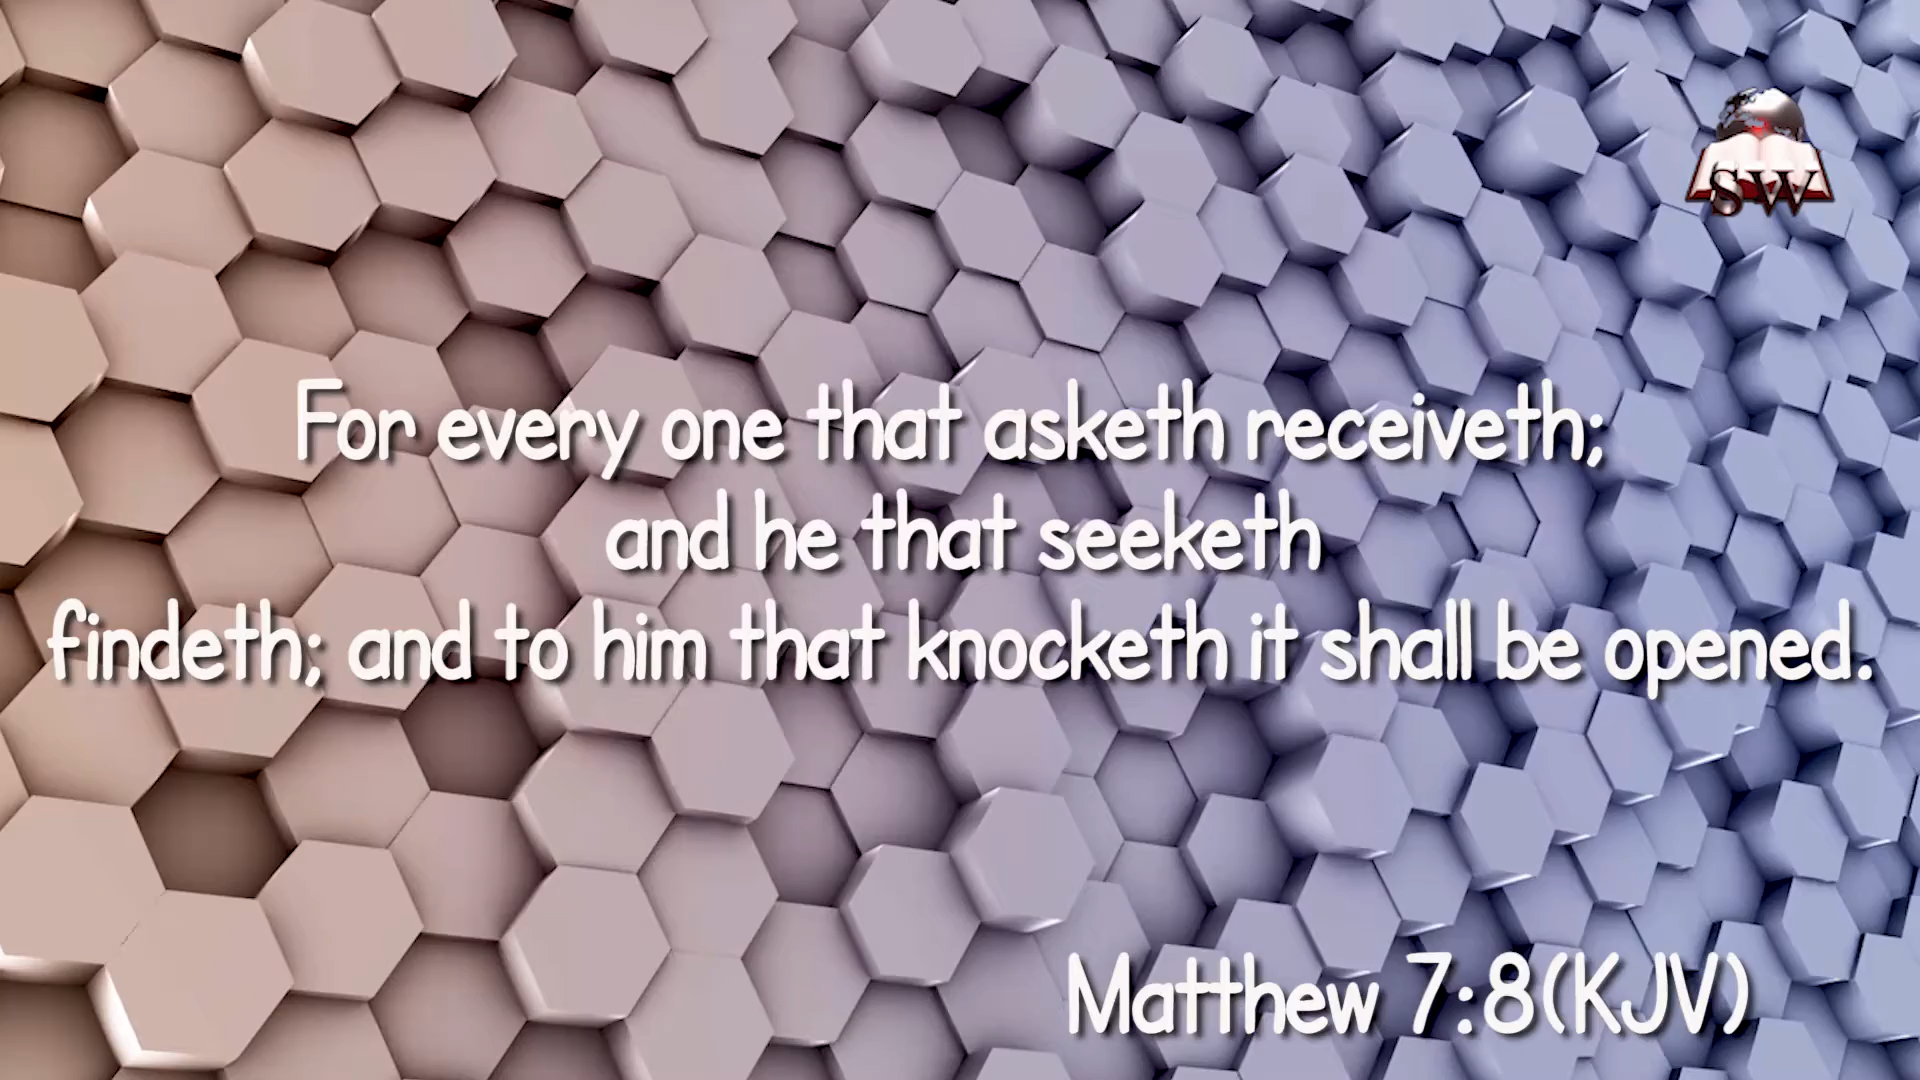 SW
For every one that asketh receiveth;
and he that seeketh
findeth; and to him that knocketh it shall be opened.
Matthew 7:8(KJV)